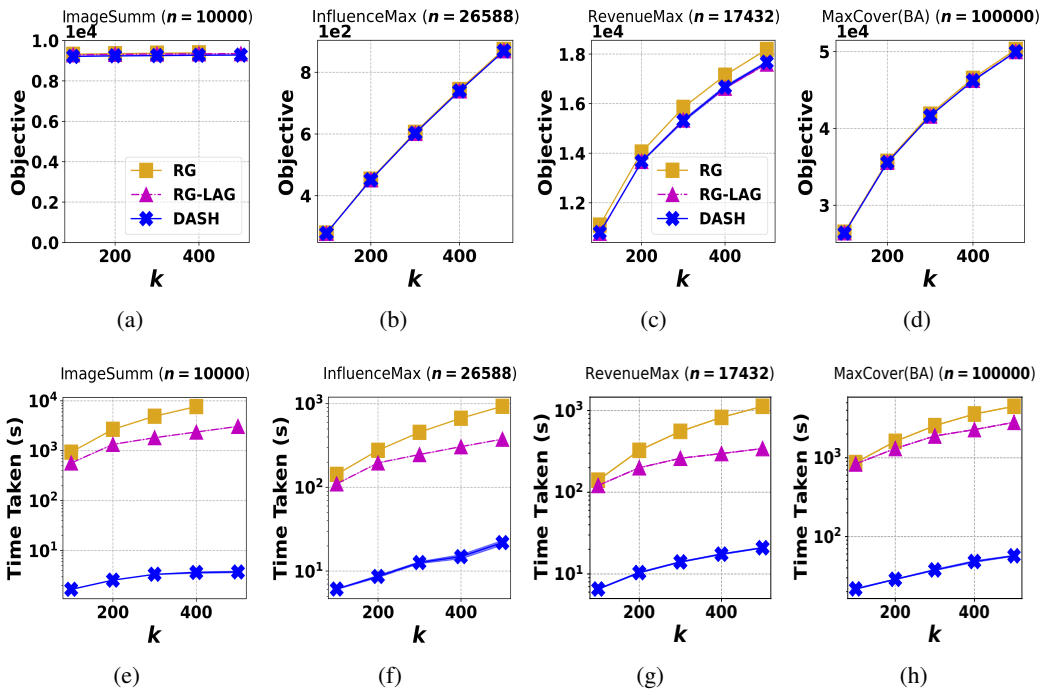 ImageSumm (n = 10000)
1e4
1.0
0.8
0.6
0.4
0.2
0.0
Objective
RG
RG-LAG
DASH
200
400
k
(a)
InfluenceMax (n = 26588)
1e2
8
6
4
Objective
200
400
k
(b)
RevenueMax (n = 17432)
1e4
1.8
1.6
1.4
1.2
Objective
RG
RG-LAG
DASH
200
400
k
(c)
MaxCover(BA) (n = 100000)
1e4
5
4
3
Objective
200
400
k
(d)
ImageSumm (n = 10000)
10^4
10^3
10^2
10^1
Time Taken (s)
200
400
k
(e)
InfluenceMax (n = 26588)
10^3
10^2
10^1
Time Taken (s)
200
400
k
(f)
RevenueMax (n = 17432)
10^3
10^2
10^1
Time Taken (s)
200
400
k
(g)
MaxCover(BA) (n = 100000)
10^3
10^2
Time Taken (s)
200
400
k
(h)